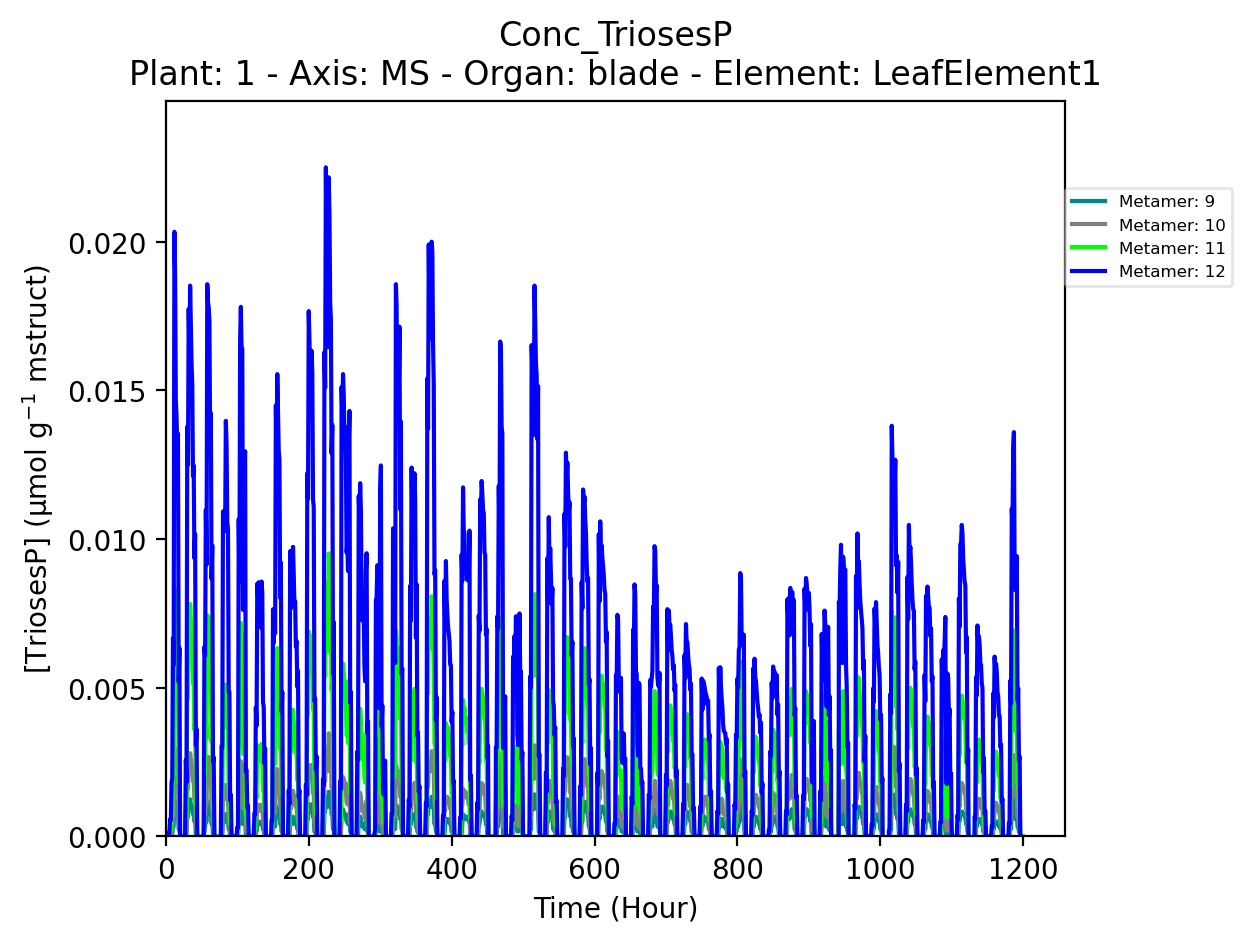 Conc_TriosesP
Plant: 1 - Axis: MS - Organ: blade - Element: LeafElement1
[TriosesP] (µmol g⁻¹ mstruct)
0.020
0.015
0.010
0.005
0.000
0 200 400 600 800 1000 1200
Time (Hour)
Metamer: 9
Metamer: 10
Metamer: 11
Metamer: 12